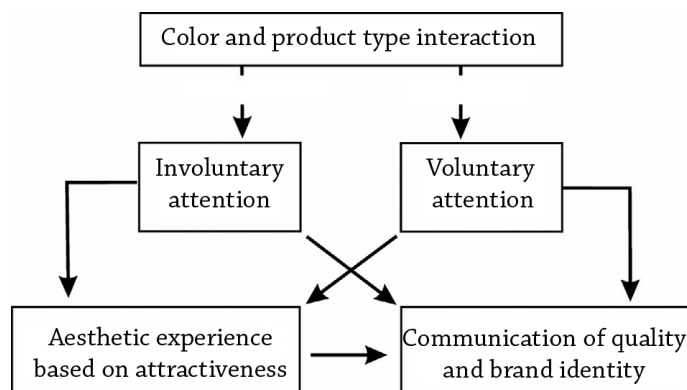 Color and product type interaction
Involuntary
attention
Voluntary
attention
Aesthetic experience
based on attractiveness
Communication of quality
and brand identity